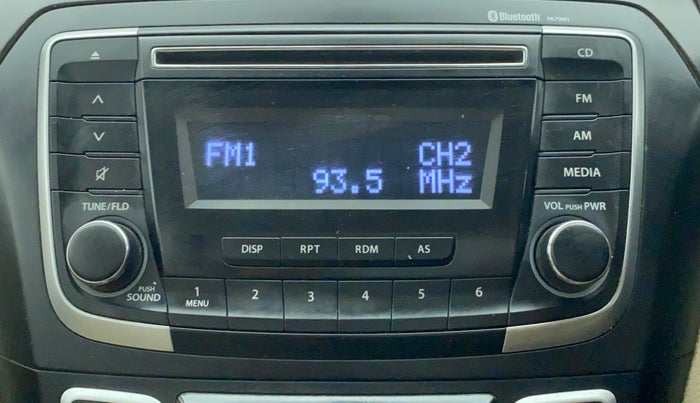 Bluetooth
CD
FM
AM
MEDIA
FM1 CH2
93.5 MHz
TUNE/FLD
VOL PUSH PWR
DISP RPT RDM AS
PUSH
SOUND
1 2 3 4 5 6
MENU